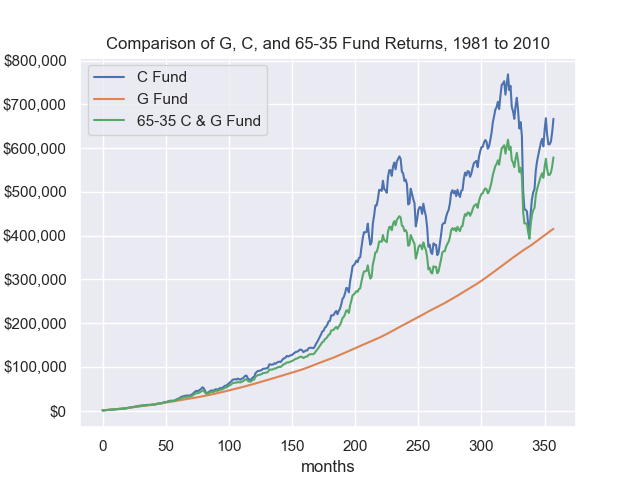 Comparison of G, C, and 65-35 Fund Returns, 1981 to 2010
$800,000
$700,000
$600,000
$500,000
$400,000
$300,000
$200,000
$100,000
$0
C Fund
G Fund
65-35 C & G Fund
0 50 100 150 200 250 300 350
months